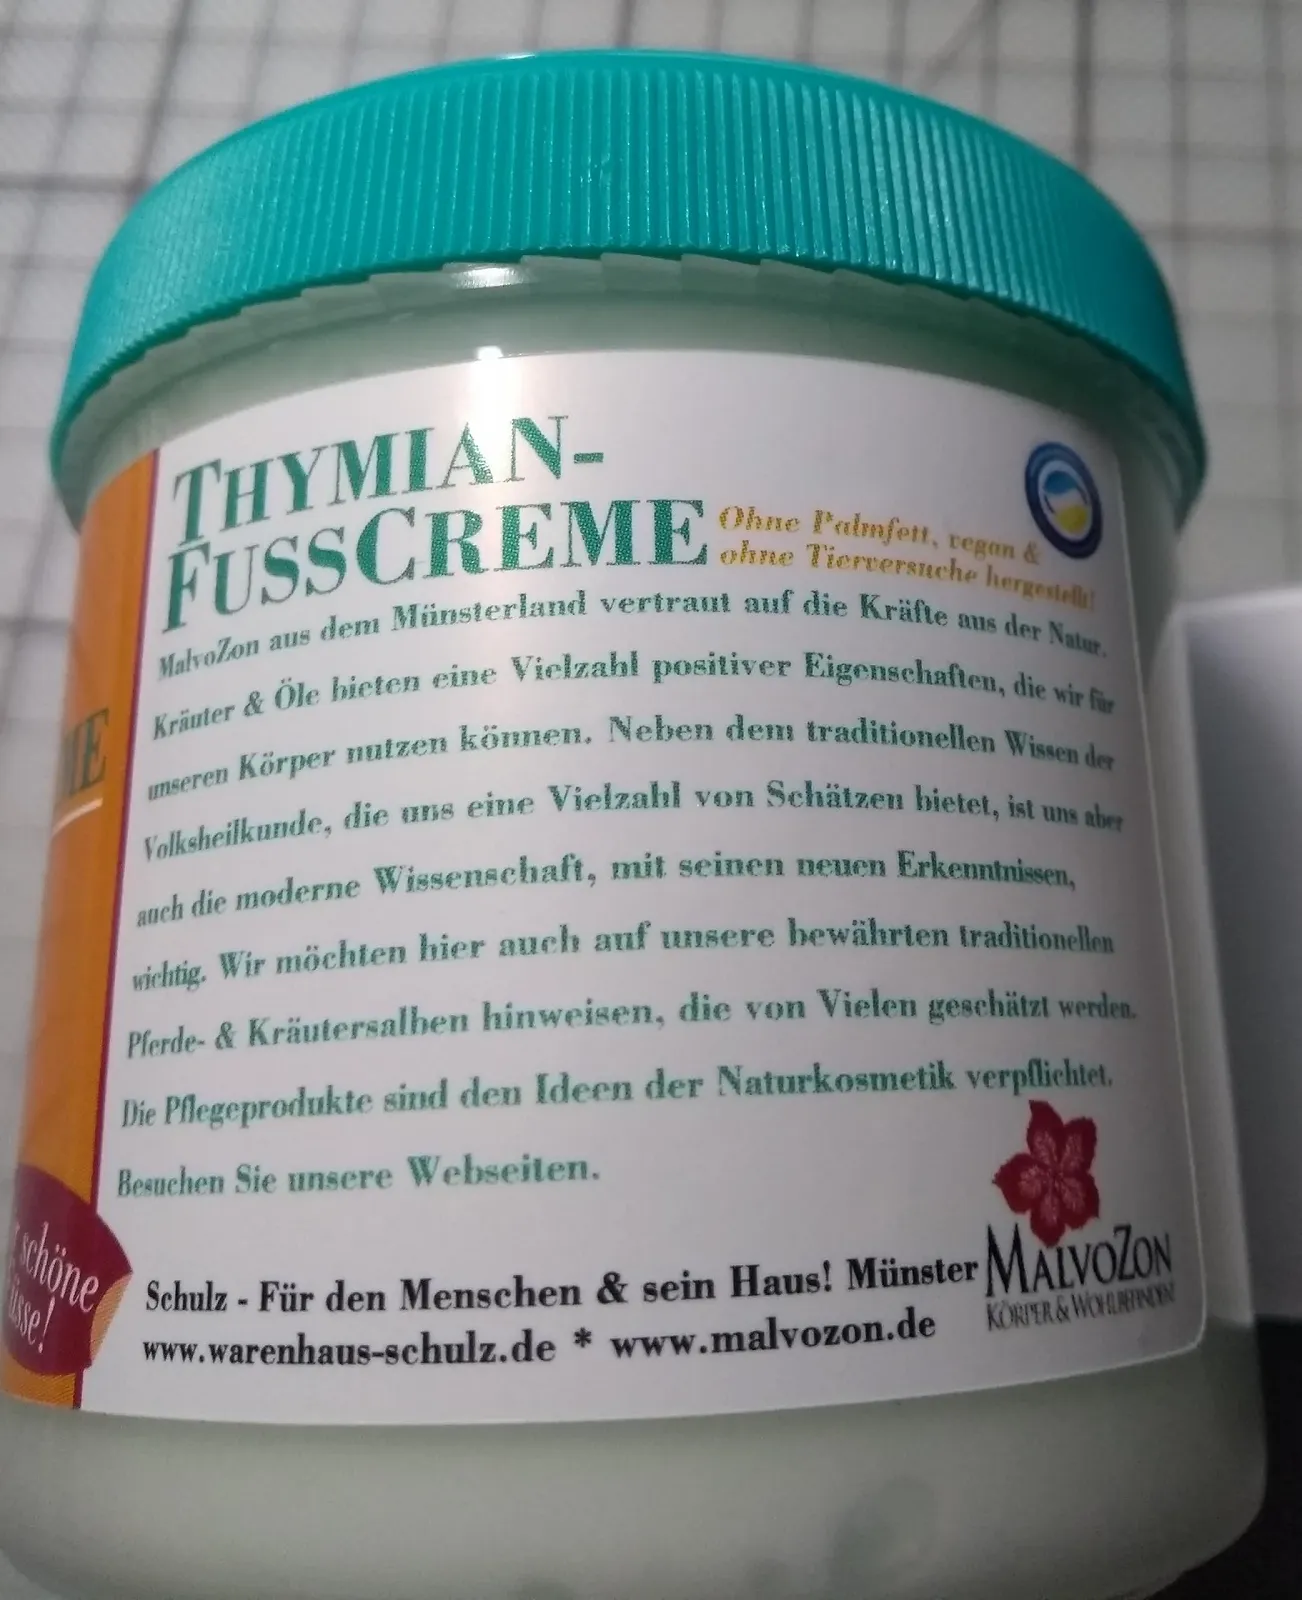 THYMIAN-
FUSSCREME
Ohne Palmfett, vegan &
ohne Tierversuche hergestellt!
MalvoZon aus dem Münsterland vertraut auf die Kräfte aus der Natur.
Kräuter & Öle bieten eine Vielzahl positiver Eigenschaften, die wir für
unseren Körper nutzen können. Neben dem traditionellen Wissen der
Volksheilkunde, die uns eine Vielzahl von Schätzen bietet, ist uns aber
auch die moderne Wissenschaft, mit seinen neuen Erkenntnissen,
wichtig. Wir möchten hier auch auf unsere bewährten traditionellen
Pferde- & Kräutersalben hinweisen, die von Vielen geschätzt werden.
Die Pflegeprodukte sind den Ideen der Naturkosmetik verpflichtet.
Besuchen Sie unsere Webseiten.
Schulz - Für den Menschen & sein Haus! Münster
www.warenhaus-schulz.de * www.malvozon.de
MALVOZON
KÖRPER & WOHLBEFINDEN
ME
schöne